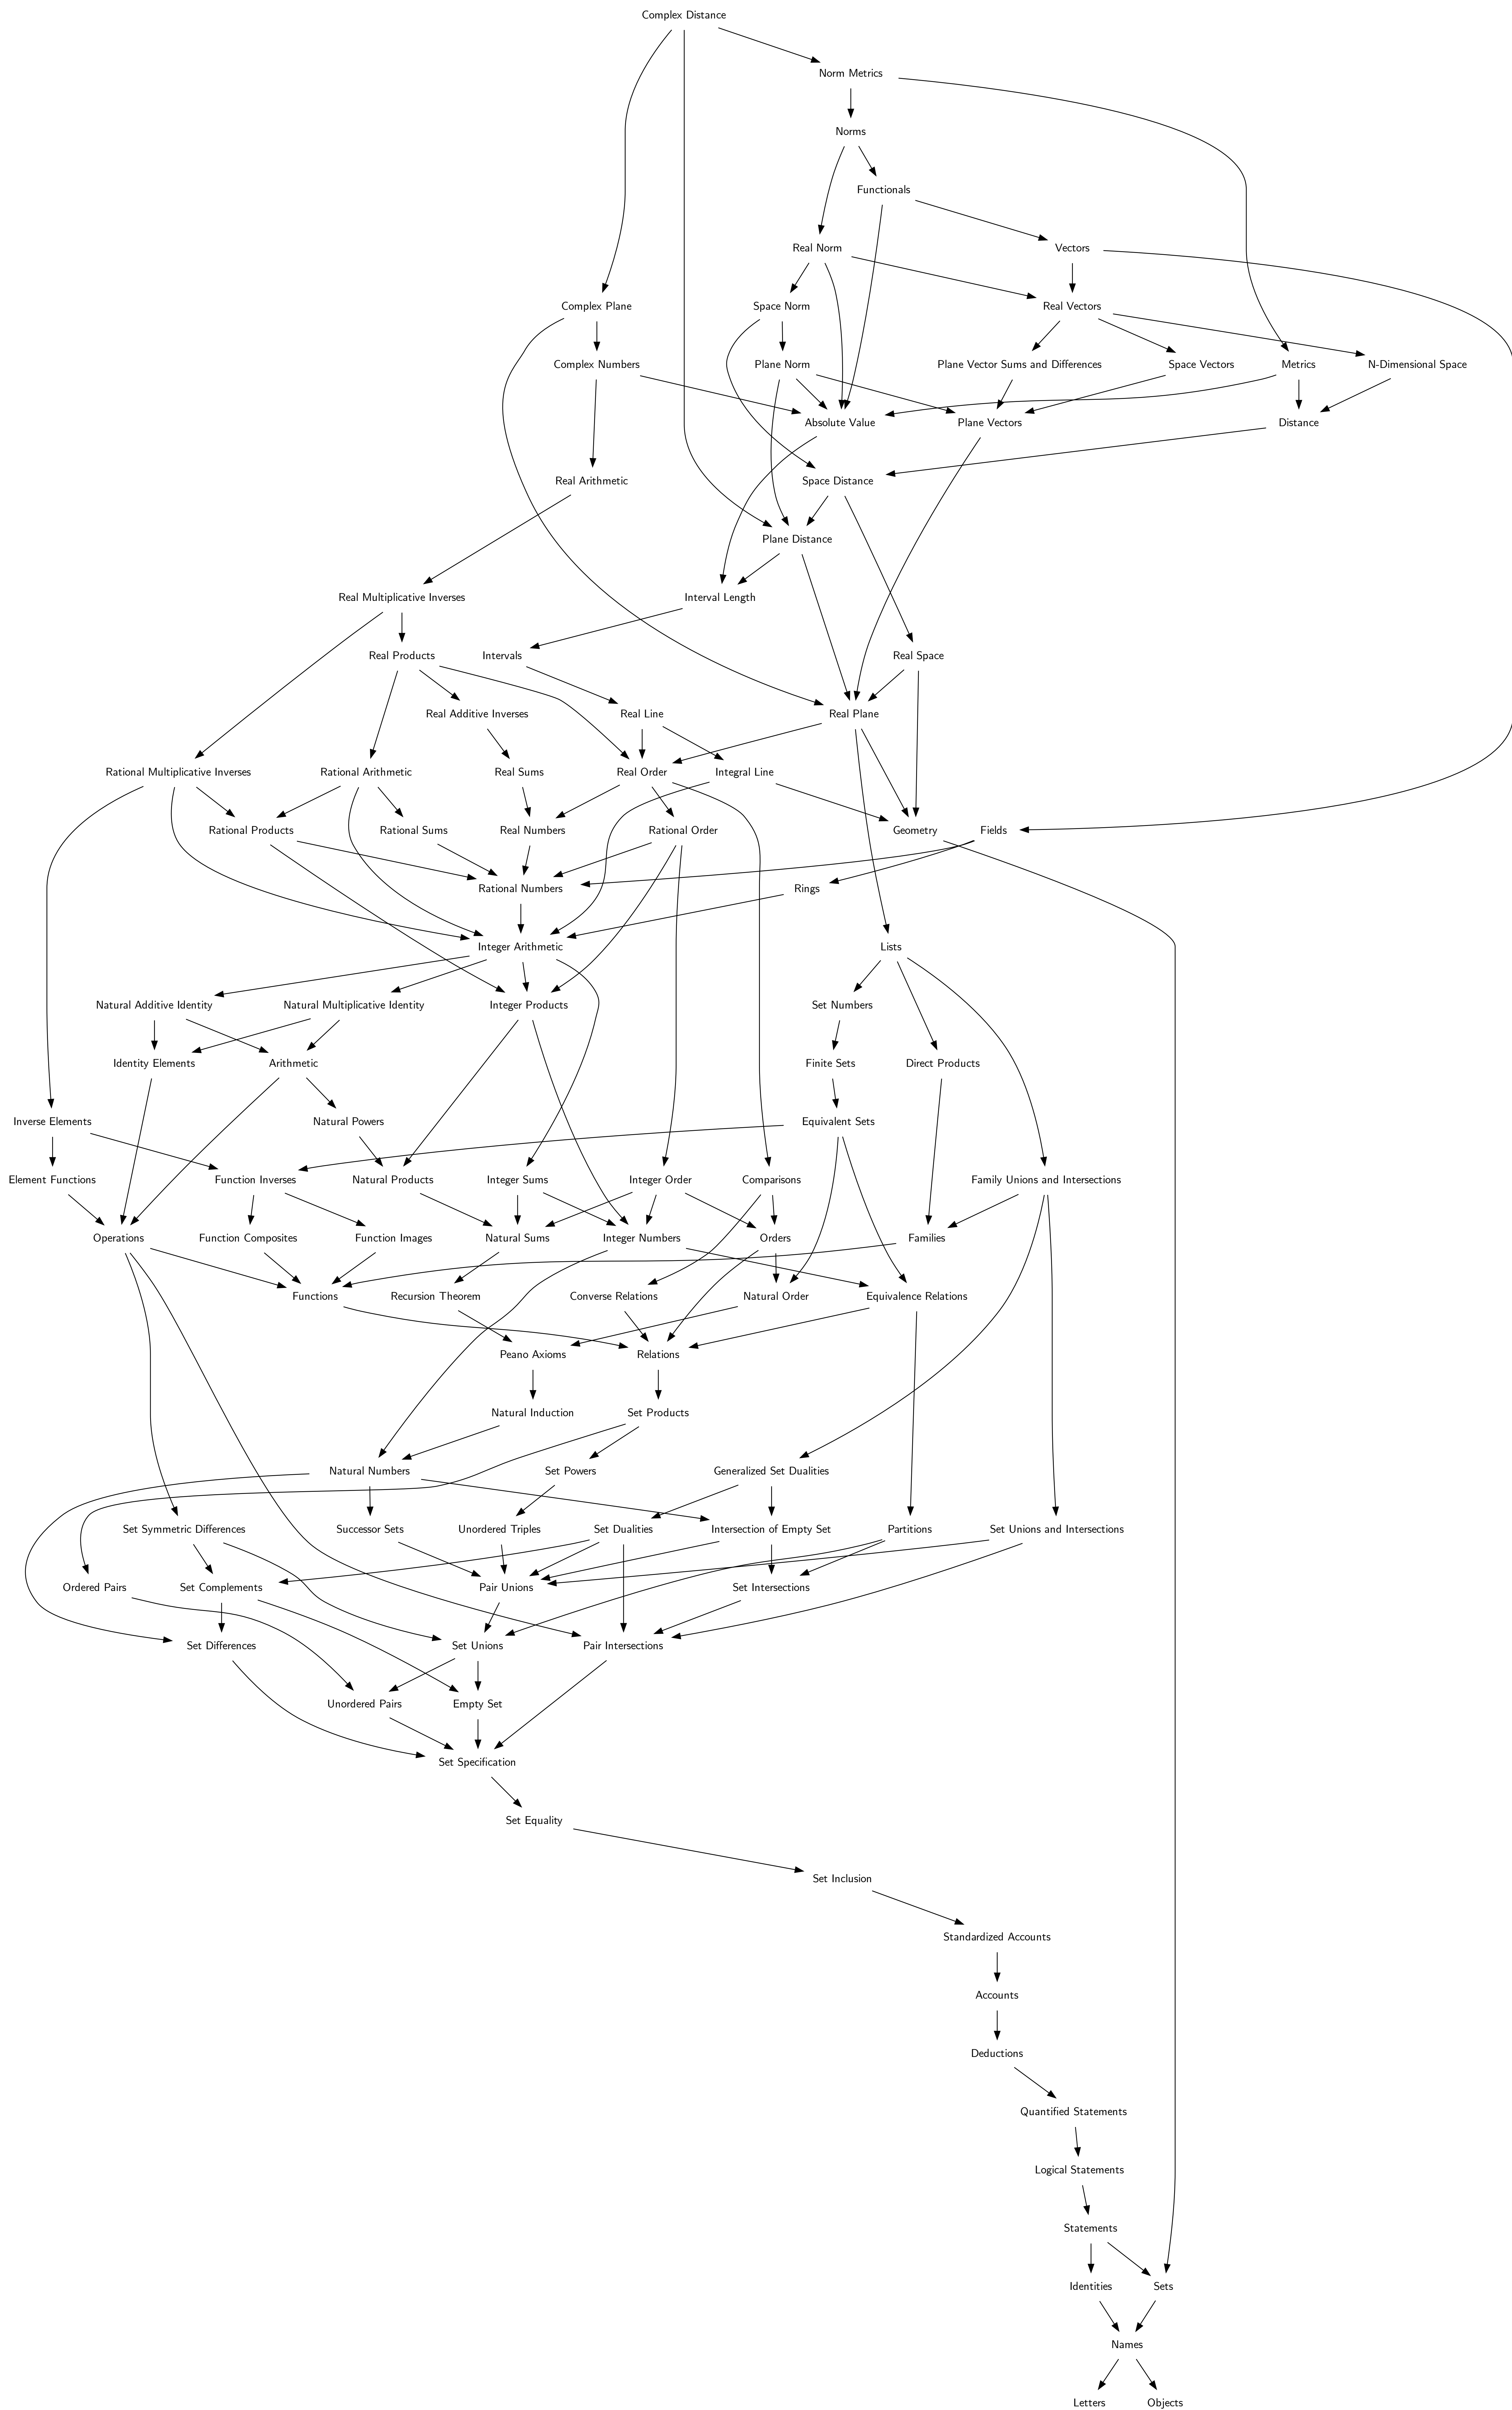 Complex Distance
Norm Metrics
Norms
Functionals
Real Norm
Vectors
Complex Plane
Space Norm
Real Vectors
Complex Numbers
Plane Norm
Plane Vector Sums and Differences
Space Vectors
Metrics
N-Dimensional Space
Absolute Value
Plane Vectors
Distance
Real Arithmetic
Space Distance
Plane Distance
Real Multiplicative Inverses
Interval Length
Real Products
Intervals
Real Space
Real Additive Inverses
Real Line
Real Plane
Rational Multiplicative Inverses
Rational Arithmetic
Real Sums
Real Order
Integral Line
Rational Products
Rational Sums
Real Numbers
Rational Order
Geometry
Fields
Rational Numbers
Rings
Integer Arithmetic
Lists
Natural Additive Identity
Natural Multiplicative Identity
Integer Products
Set Numbers
Identity Elements
Arithmetic
Finite Sets
Direct Products
Inverse Elements
Natural Powers
Equivalent Sets
Element Functions
Function Inverses
Natural Products
Integer Sums
Integer Order
Comparisons
Family Unions and Intersections
Operations
Function Composites
Function Images
Natural Sums
Integer Numbers
Orders
Families
Functions
Recursion Theorem
Converse Relations
Natural Order
Equivalence Relations
Peano Axioms
Relations
Natural Induction
Set Products
Natural Numbers
Set Powers
Generalized Set Dualities
Set Symmetric Differences
Successor Sets
Unordered Triples
Set Dualities
Intersection of Empty Set
Partitions
Set Unions and Intersections
Ordered Pairs
Set Complements
Pair Unions
Set Intersections
Set Differences
Set Unions
Pair Intersections
Unordered Pairs
Empty Set
Set Specification
Set Equality
Set Inclusion
Standardized Accounts
Accounts
Deductions
Quantified Statements
Logical Statements
Statements
Identities
Sets
Names
Letters
Objects